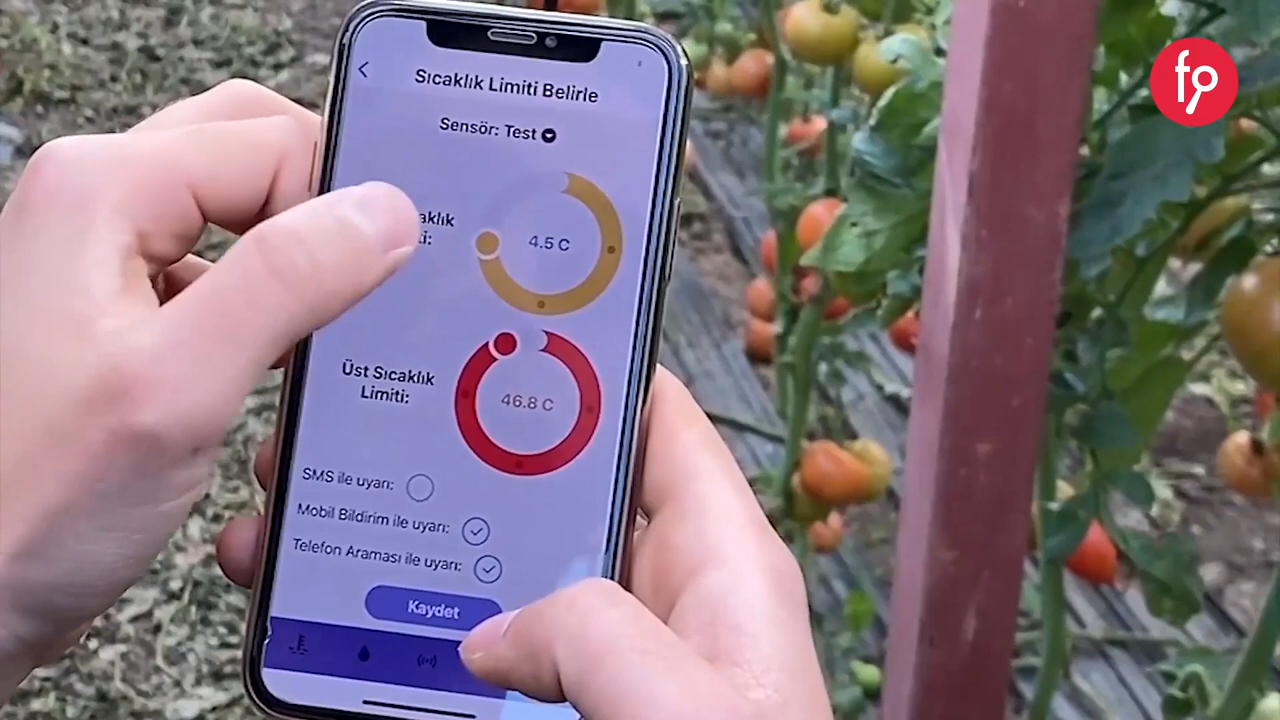 fp
Sıcaklık Limiti Belirle
Sensör: Test
4.5 C
Üst Sıcaklık
Limiti:
46.8 C
SMS ile uyarı:
Mobil Bildirim ile uyarı:
Telefon Araması ile uyarı:
Kaydet